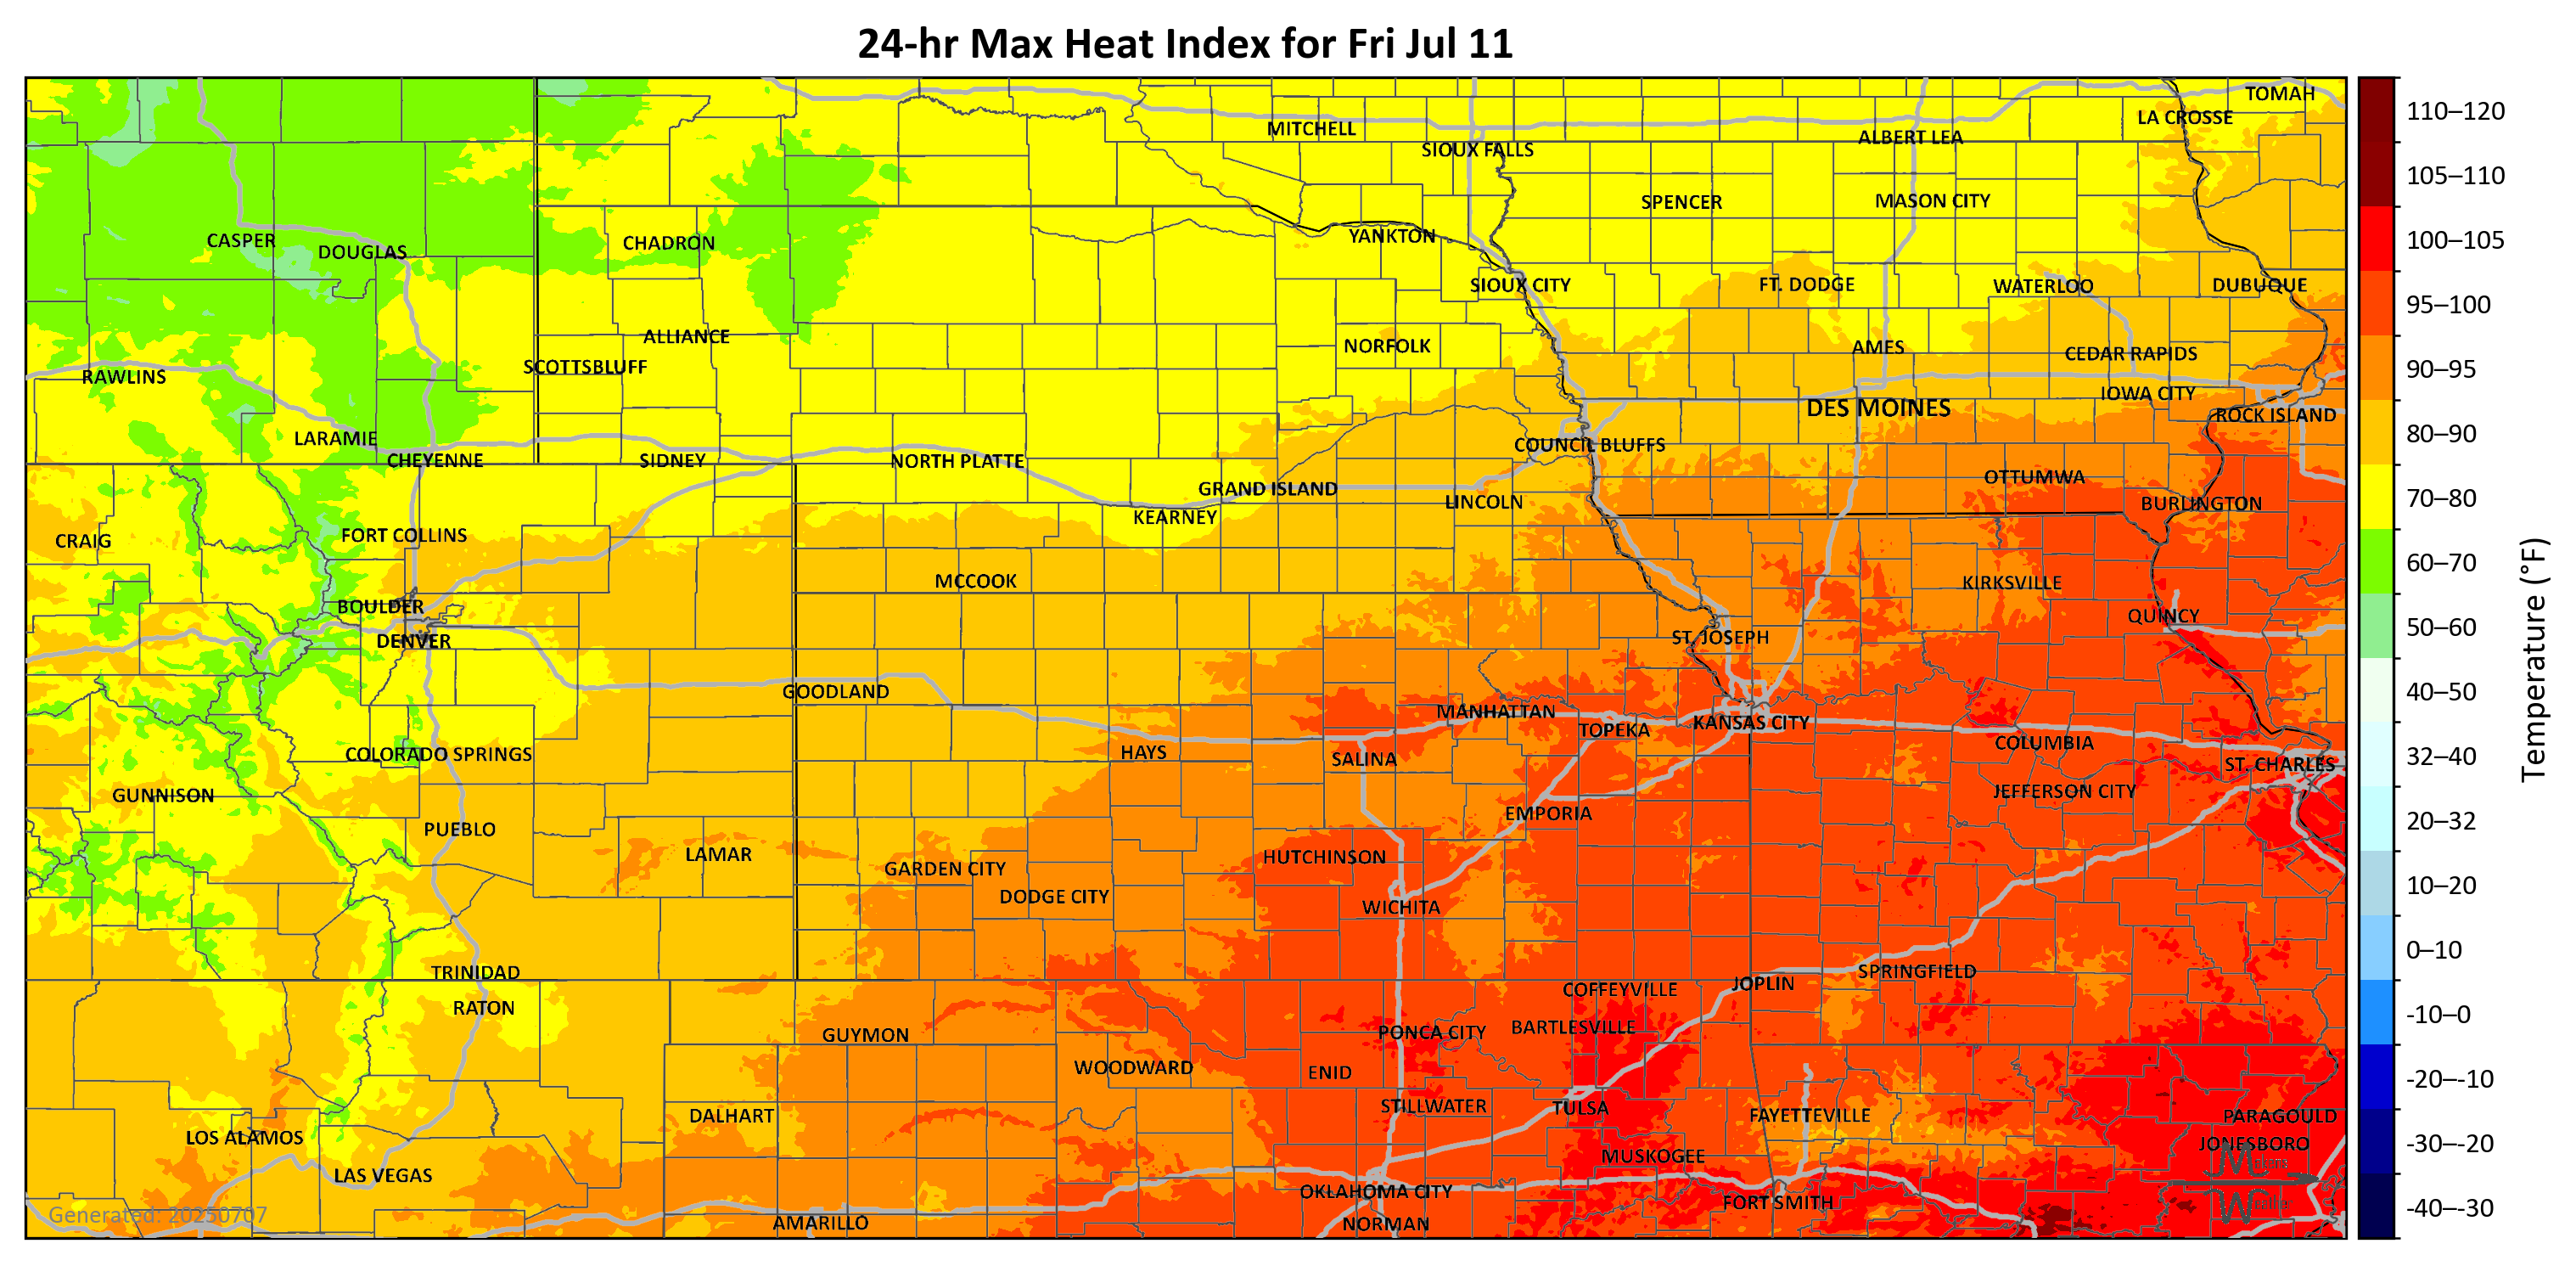 24-hr Max Heat Index for Fri Jul 11
TOMAH
LA CROSSE
MITCHELL
ALBERT LEA
SIOUX FALLS
SPENCER
MASON CITY
CASPER
DOUGLAS
CHADRON
YANKTON
SIOUX CITY
FT. DODGE
WATERLOO
DUBUQUE
ALLIANCE
NORFOLK
AMES
CEDAR RAPIDS
SCOTTSBLUFF
RAWLINS
IOWA CITY
DES MOINES
ROCK ISLAND
LARAMIE
COUNCIL BLUFFS
CHEYENNE
SIDNEY
NORTH PLATTE
OTTUMWA
GRAND ISLAND
LINCOLN
BURLINGTON
KEARNEY
FORT COLLINS
CRAIG
MCCOOK
KIRKSVILLE
BOULDER
QUINCY
DENVER
ST. JOSEPH
GOODLAND
MANHATTAN
KANSAS CITY
TOPEKA
COLUMBIA
HAYS
COLORADO SPRINGS
SALINA
ST. CHARLES
JEFFERSON CITY
GUNNISON
EMPORIA
PUEBLO
LAMAR
HUTCHINSON
GARDEN CITY
DODGE CITY
WICHITA
TRINIDAD
SPRINGFIELD
JOPLIN
COFFEYVILLE
RATON
BARTLESVILLE
PONCA CITY
GUYMON
WOODWARD
ENID
STILLWATER
TULSA
DALHART
FAYETTEVILLE
PARAGOULD
LOS ALAMOS
JONESBORO
MUSKOGEE
LAS VEGAS
OKLAHOMA CITY
FORT SMITH
AMARILLO
NORMAN
Generated: 20250707
110–120
105–110
100–105
95–100
90–95
80–90
70–80
60–70
50–60
40–50
32–40
20–32
10–20
0–10
-10–0
-20–-10
-30–-20
-40–-30
Temperature (°F)